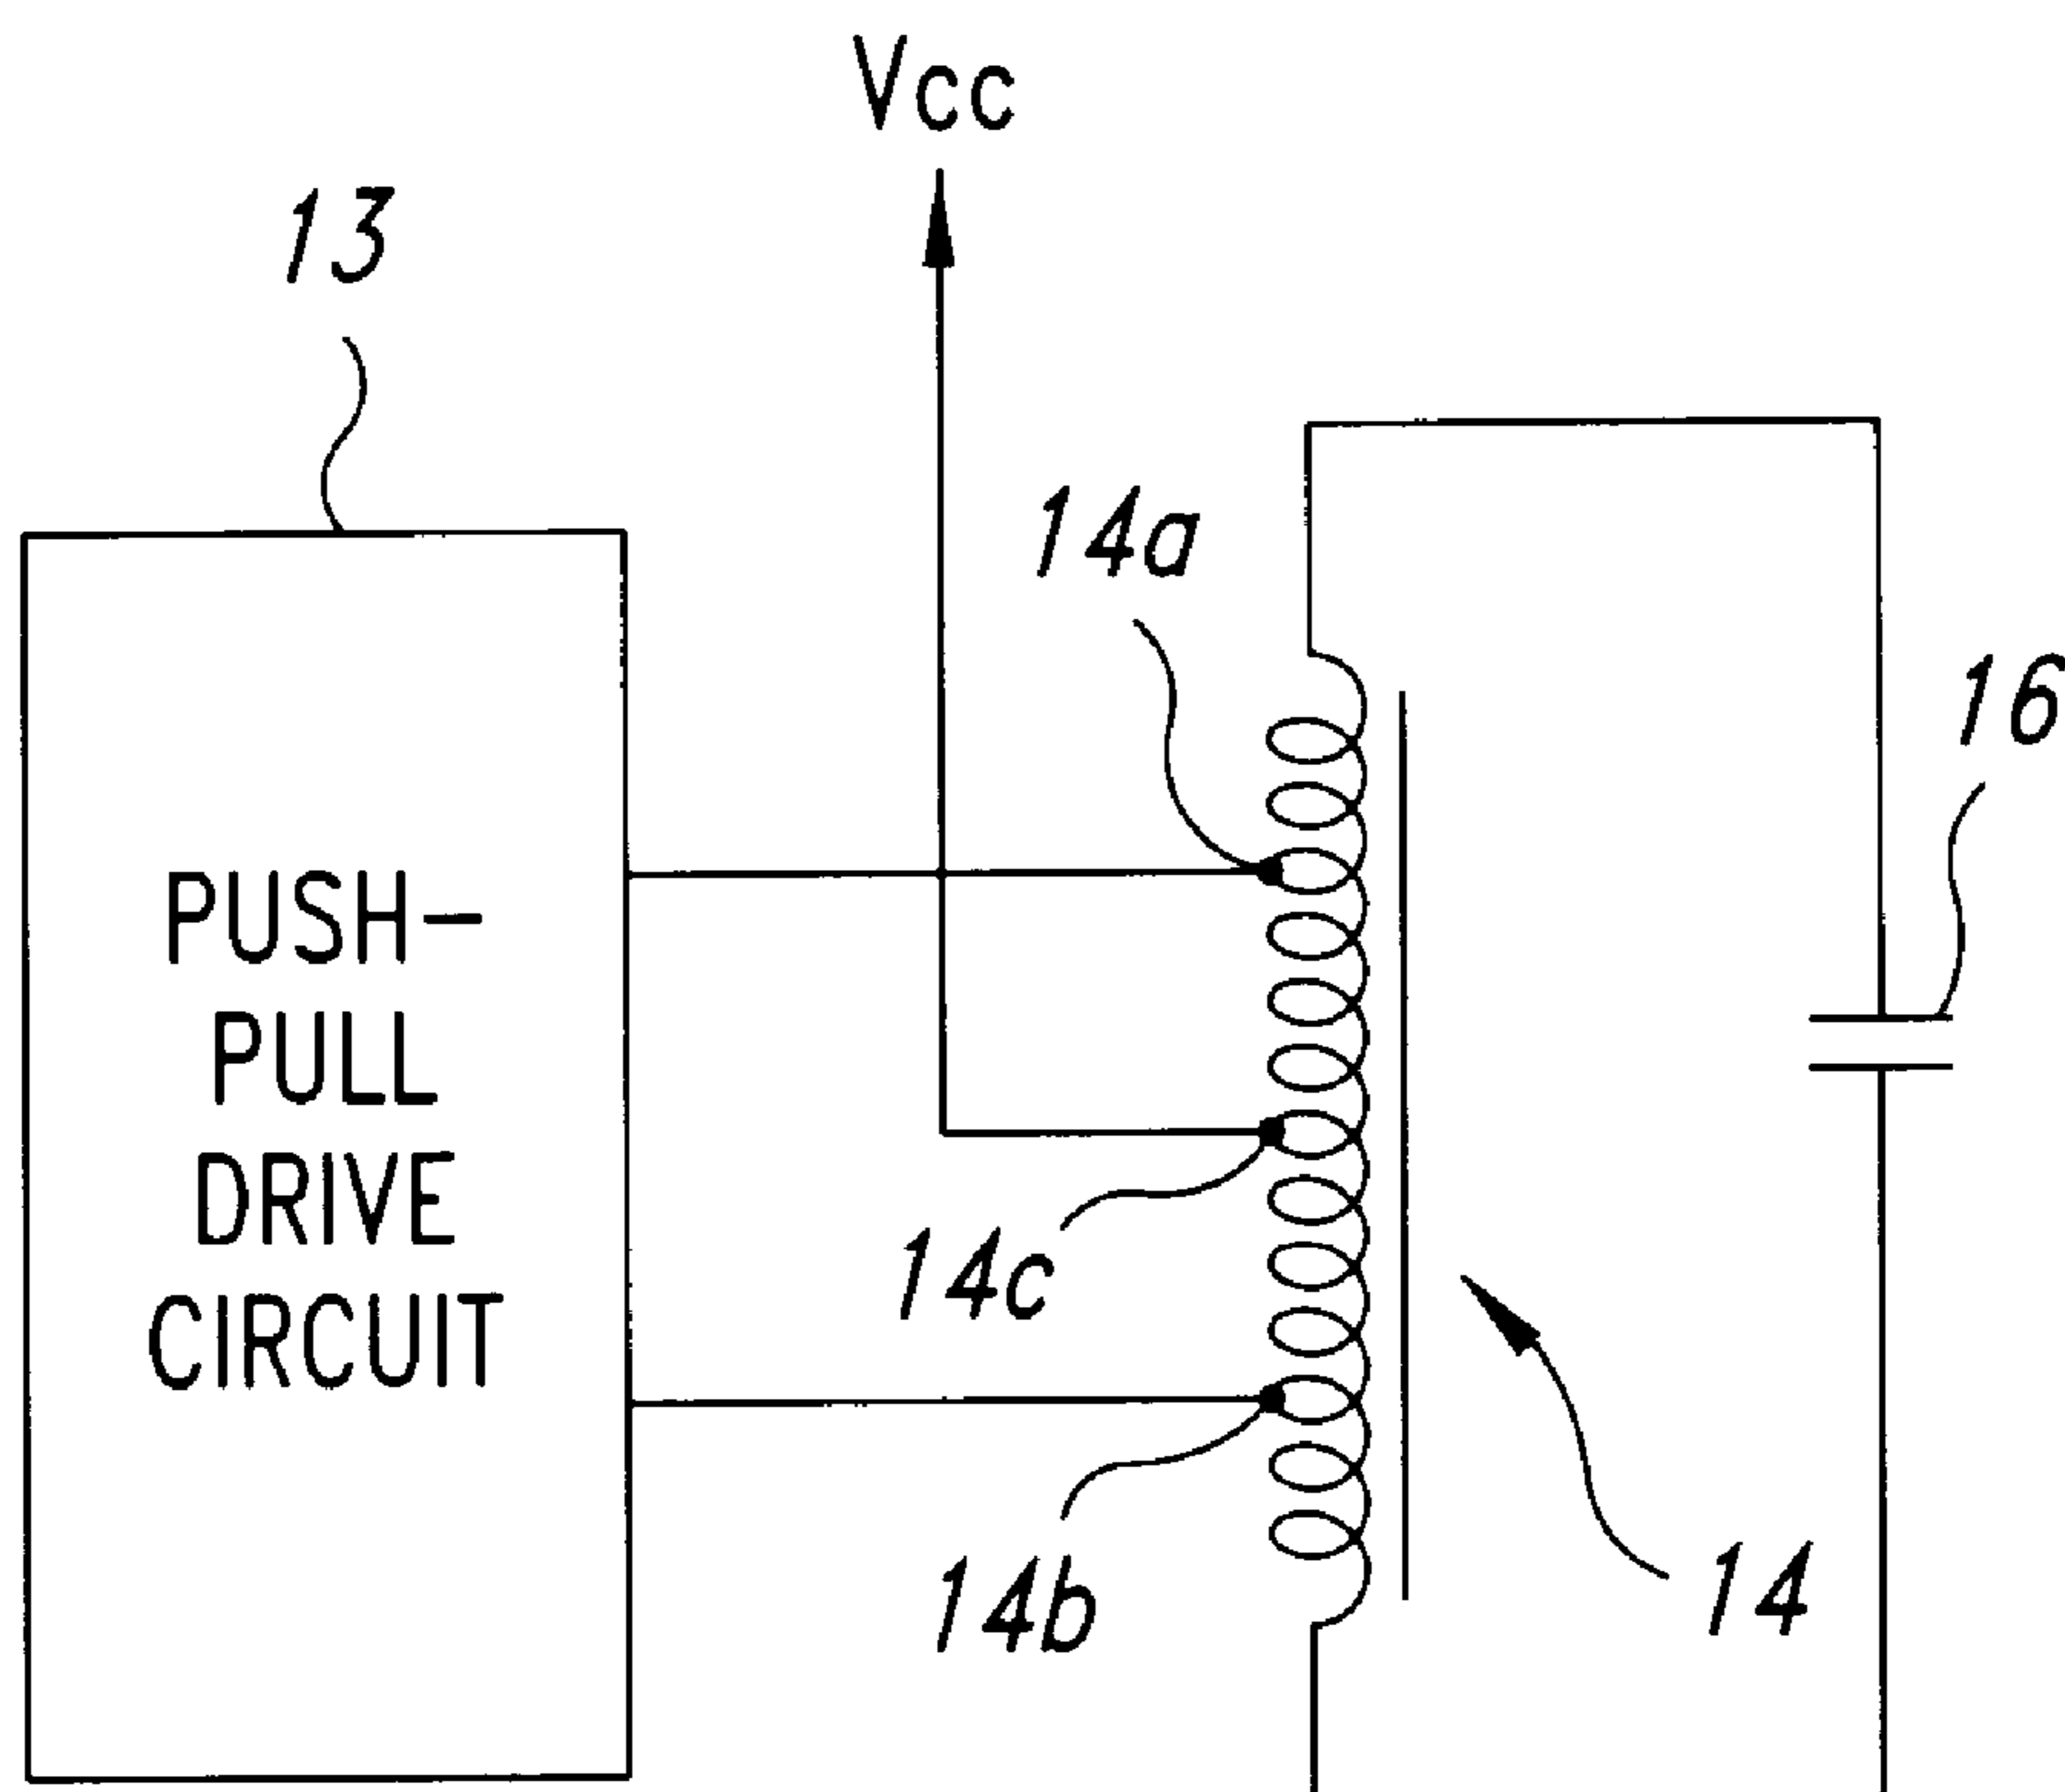 Vcc
13
14a
16
PUSH-
PULL
DRIVE
CIRCUIT
14c
14b
14